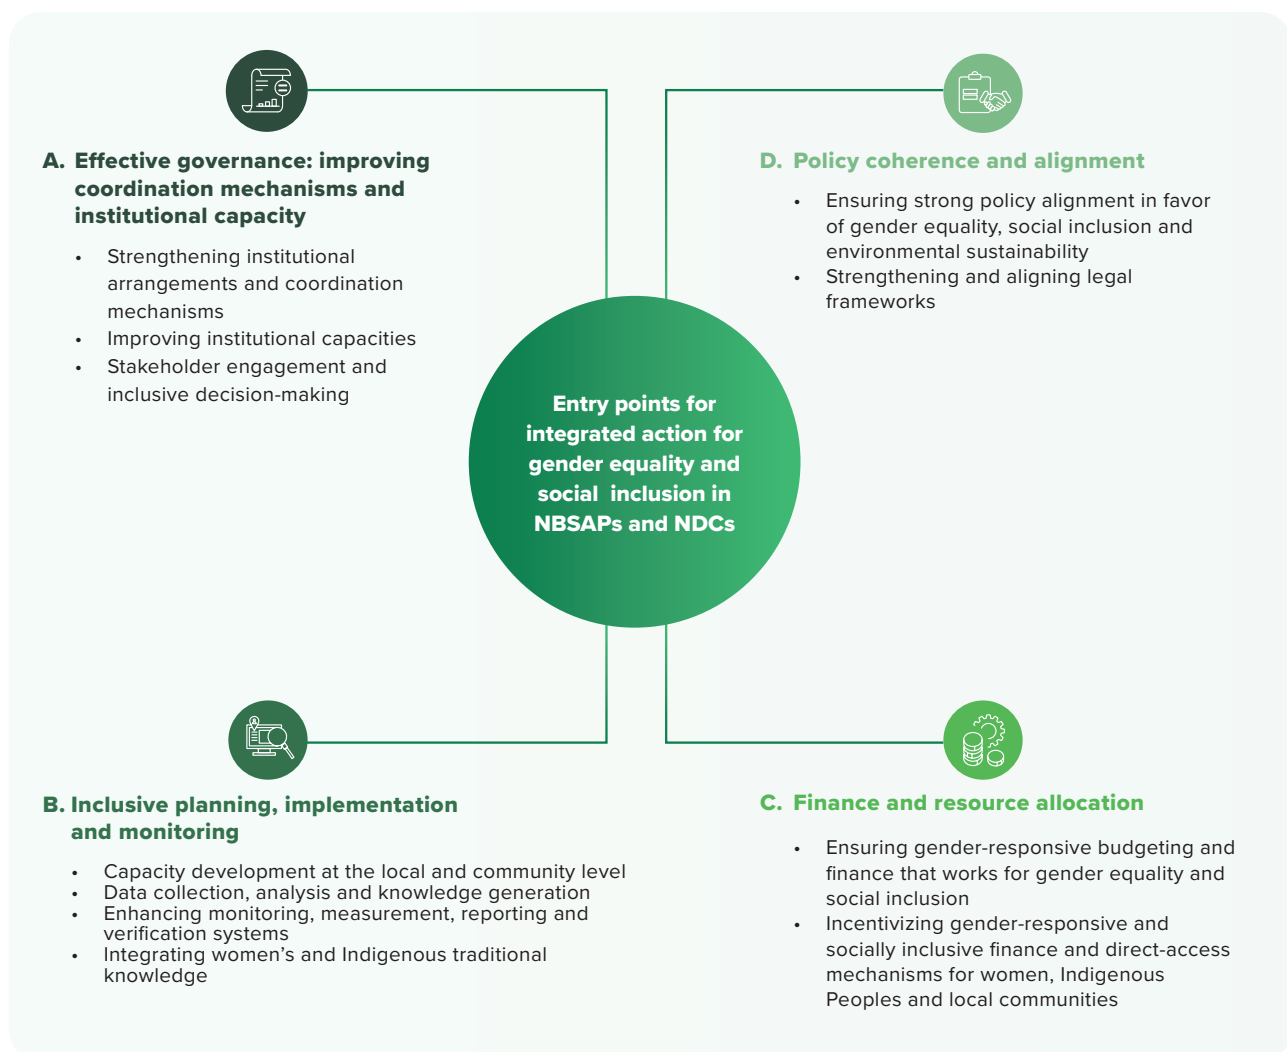 A. Effective governance: improving
coordination mechanisms and
institutional capacity
• Strengthening institutional
arrangements and coordination
mechanisms
• Improving institutional capacities
• Stakeholder engagement and
inclusive decision-making
D. Policy coherence and alignment
• Ensuring strong policy alignment in favor
of gender equality, social inclusion and
environmental sustainability
• Strengthening and aligning legal
frameworks
Entry points for
integrated action for
gender equality and
social inclusion in
NBSAPs and NDCs
B. Inclusive planning, implementation
and monitoring
• Capacity development at the local and community level
• Data collection, analysis and knowledge generation
• Enhancing monitoring, measurement, reporting and
verification systems
• Integrating women’s and Indigenous traditional
knowledge
C. Finance and resource allocation
• Ensuring gender-responsive budgeting and
finance that works for gender equality and
social inclusion
• Incentivizing gender-responsive and
socially inclusive finance and direct-access
mechanisms for women, Indigenous
Peoples and local communities